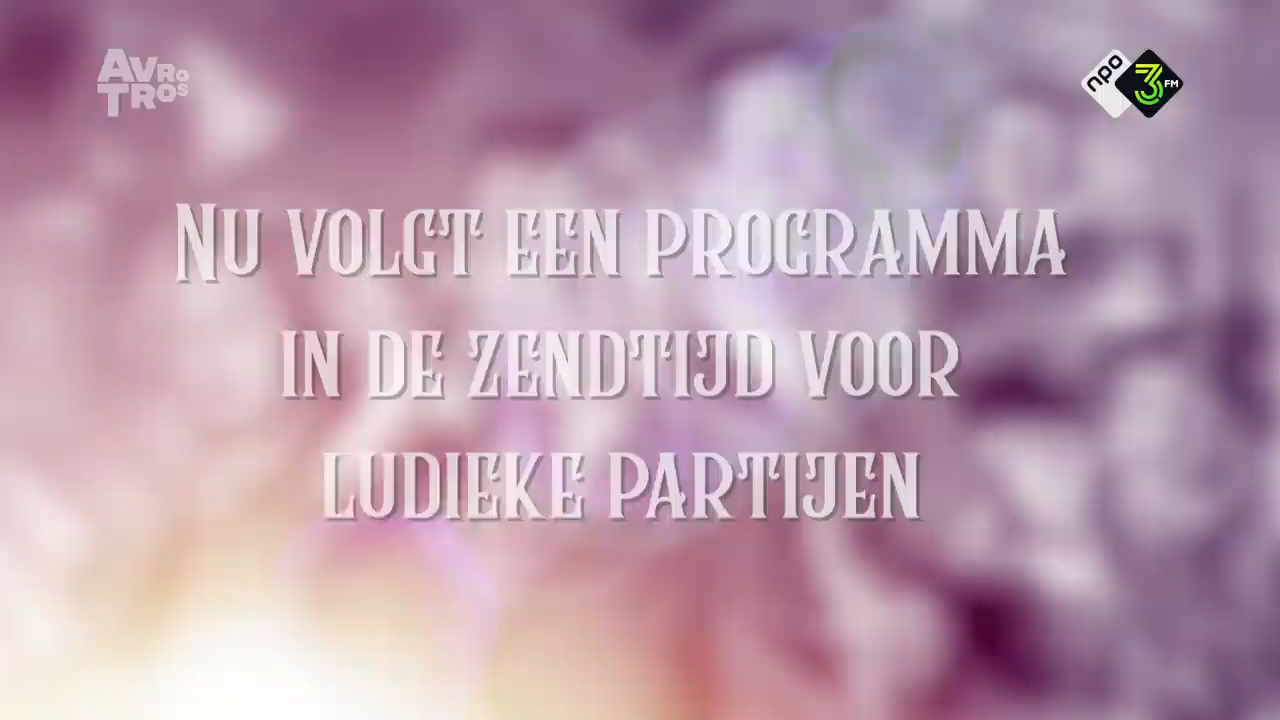 AVRO
TROS
npo
3FM
NU VOLGT EEN PROGRAMMA
IN DE ZENDTIJD VOOR
LUDIEKE PARTIJEN